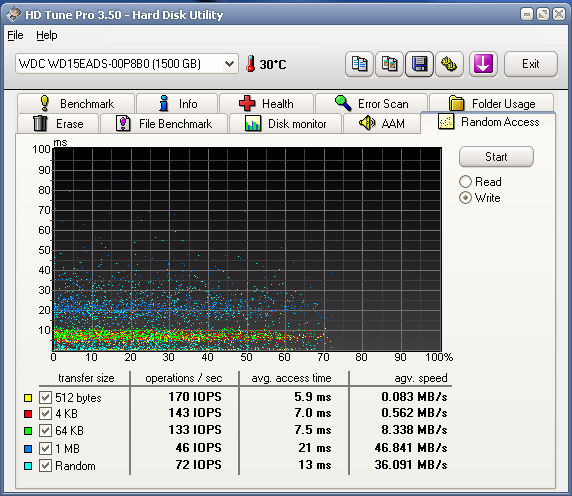 HD Tune Pro 3.50 - Hard Disk Utility
File Help
WDC WD15EADS-00P8B0 (1500 GB) 30°C Exit
Benchmark Info Health Error Scan Folder Usage
Erase File Benchmark Disk monitor AAM Random Access
ms
100
90
80
70
60
50
40
30
20
10
0 10 20 30 40 50 60 70 80 90 100%
Start
Read
Write
transfer size operations / sec avg. access time agv. speed
512 bytes 170 IOPS 5.9 ms 0.083 MB/s
4 KB 143 IOPS 7.0 ms 0.562 MB/s
64 KB 133 IOPS 7.5 ms 8.338 MB/s
1 MB 46 IOPS 21 ms 46.841 MB/s
Random 72 IOPS 13 ms 36.091 MB/s